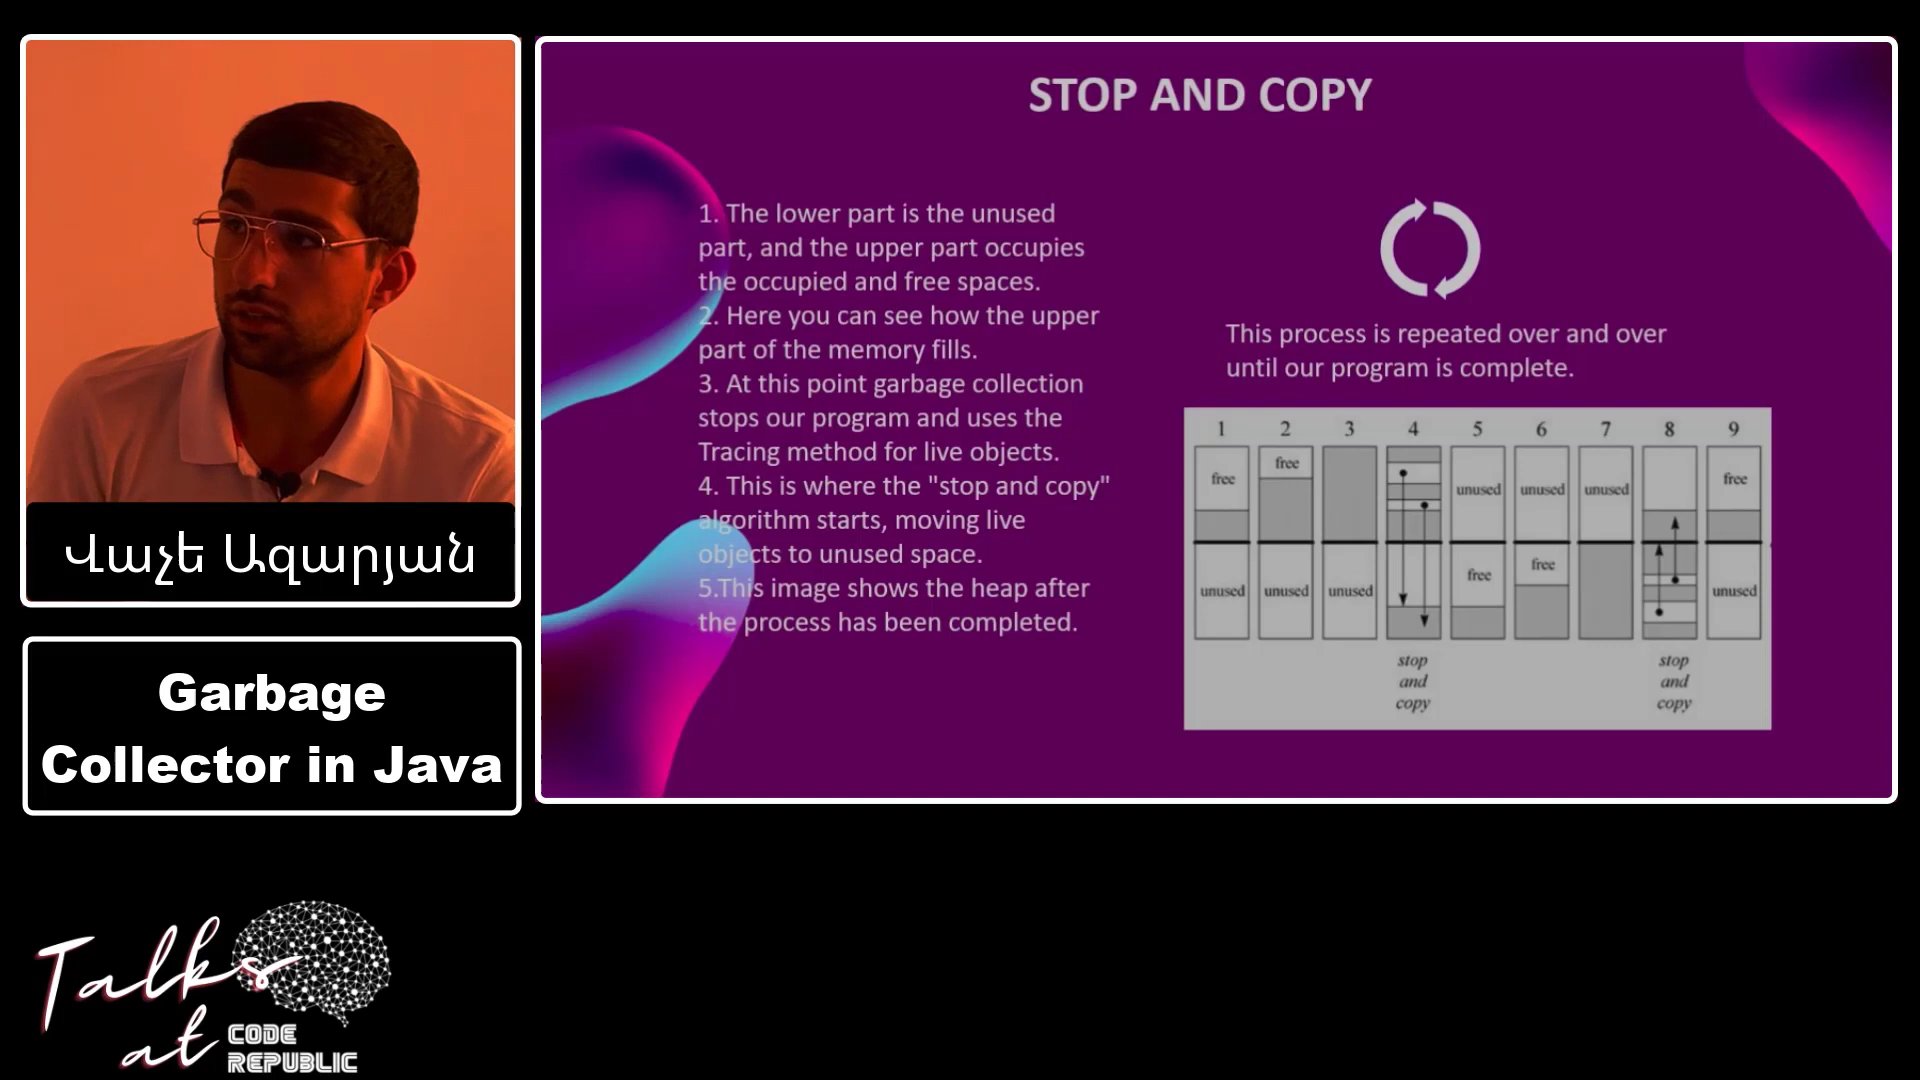 Վաչե Ազարյան
Garbage
Collector in Java
Talks
at
CODE
REPUBLIC
STOP AND COPY
1. The lower part is the unused
part, and the upper part occupies
the occupied and free spaces.
2. Here you can see how the upper
part of the memory fills.
3. At this point garbage collection
stops our program and uses the
Tracing method for live objects.
4. This is where the "stop and copy"
algorithm starts, moving live
objects to unused space.
5.This image shows the heap after
the process has been completed.
This process is repeated over and over
until our program is complete.
1 2 3 4 5 6 7 8 9
free free unused unused unused free
unused unused unused free free unused
stop stop
and and
copy copy